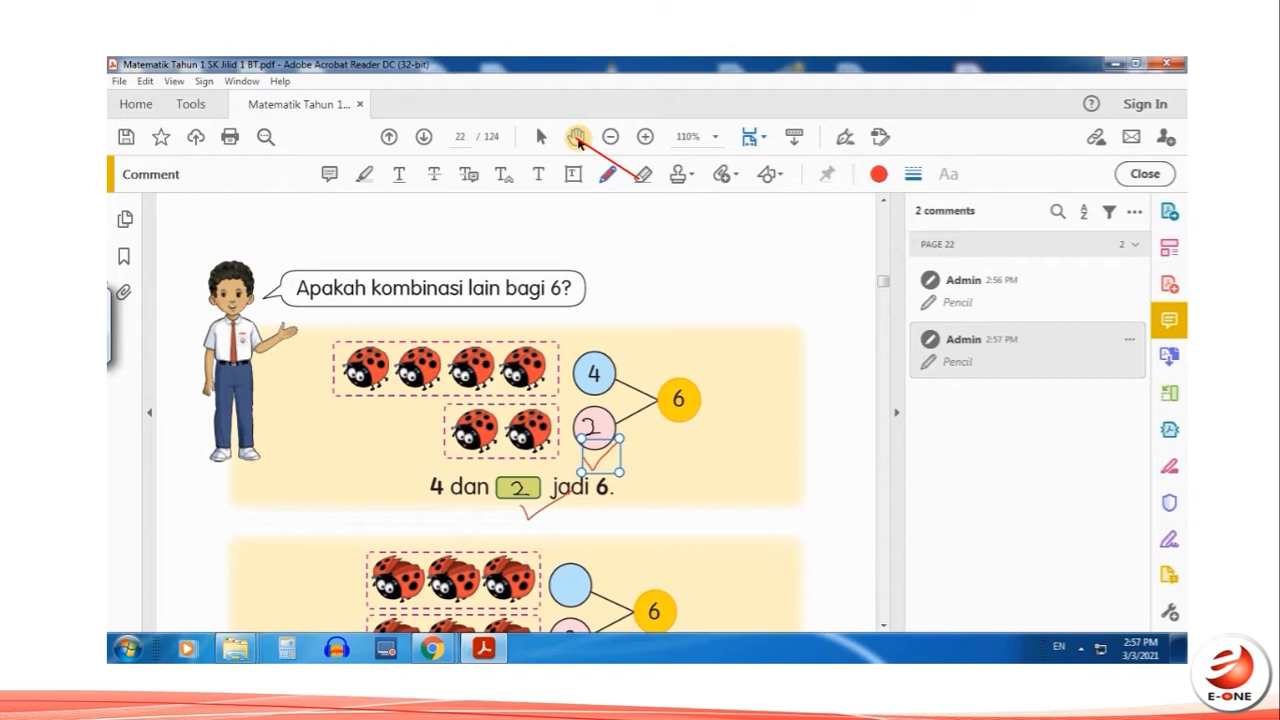 Matematik Tahun 1 SK Jilid 1 BT.pdf - Adobe Acrobat Reader DC (32-bit)
File Edit View Sign Window Help
Home Tools Matematik Tahun 1... × Sign In
22 / 124 110%
Comment Close
2 comments
PAGE 22 2
Admin 2:56 PM
Pencil
Admin 2:57 PM
Pencil
Apakah kombinasi lain bagi 6?
4
6
2
4 dan 2 jadi 6.
6
EN 2:57 PM
3/3/2021
E-ONE